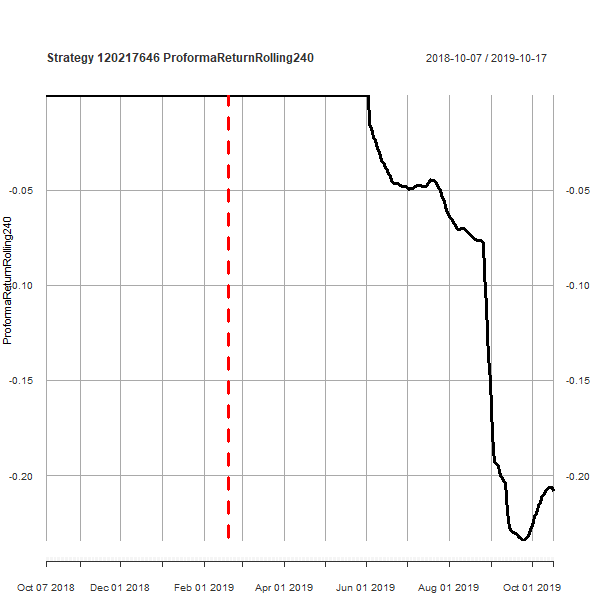 Strategy 120217646 ProformaReturnRolling240
2018-10-07 / 2019-10-17
ProformaReturnRolling240
-0.05
-0.05
-0.10
-0.10
-0.15
-0.15
-0.20
-0.20
Oct 07 2018
Dec 01 2018
Feb 01 2019
Apr 01 2019
Jun 01 2019
Aug 01 2019
Oct 01 2019